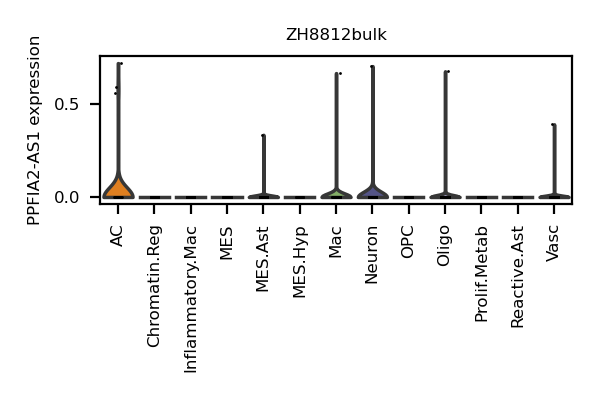 ZH8812bulk
PPFIA2-AS1 expression
0.5
0.0
AC
Chromatin.Reg
Inflammatory.Mac
MES
MES.Ast
MES.Hyp
Mac
Neuron
OPC
Oligo
Prolif.Metab
Reactive.Ast
Vasc